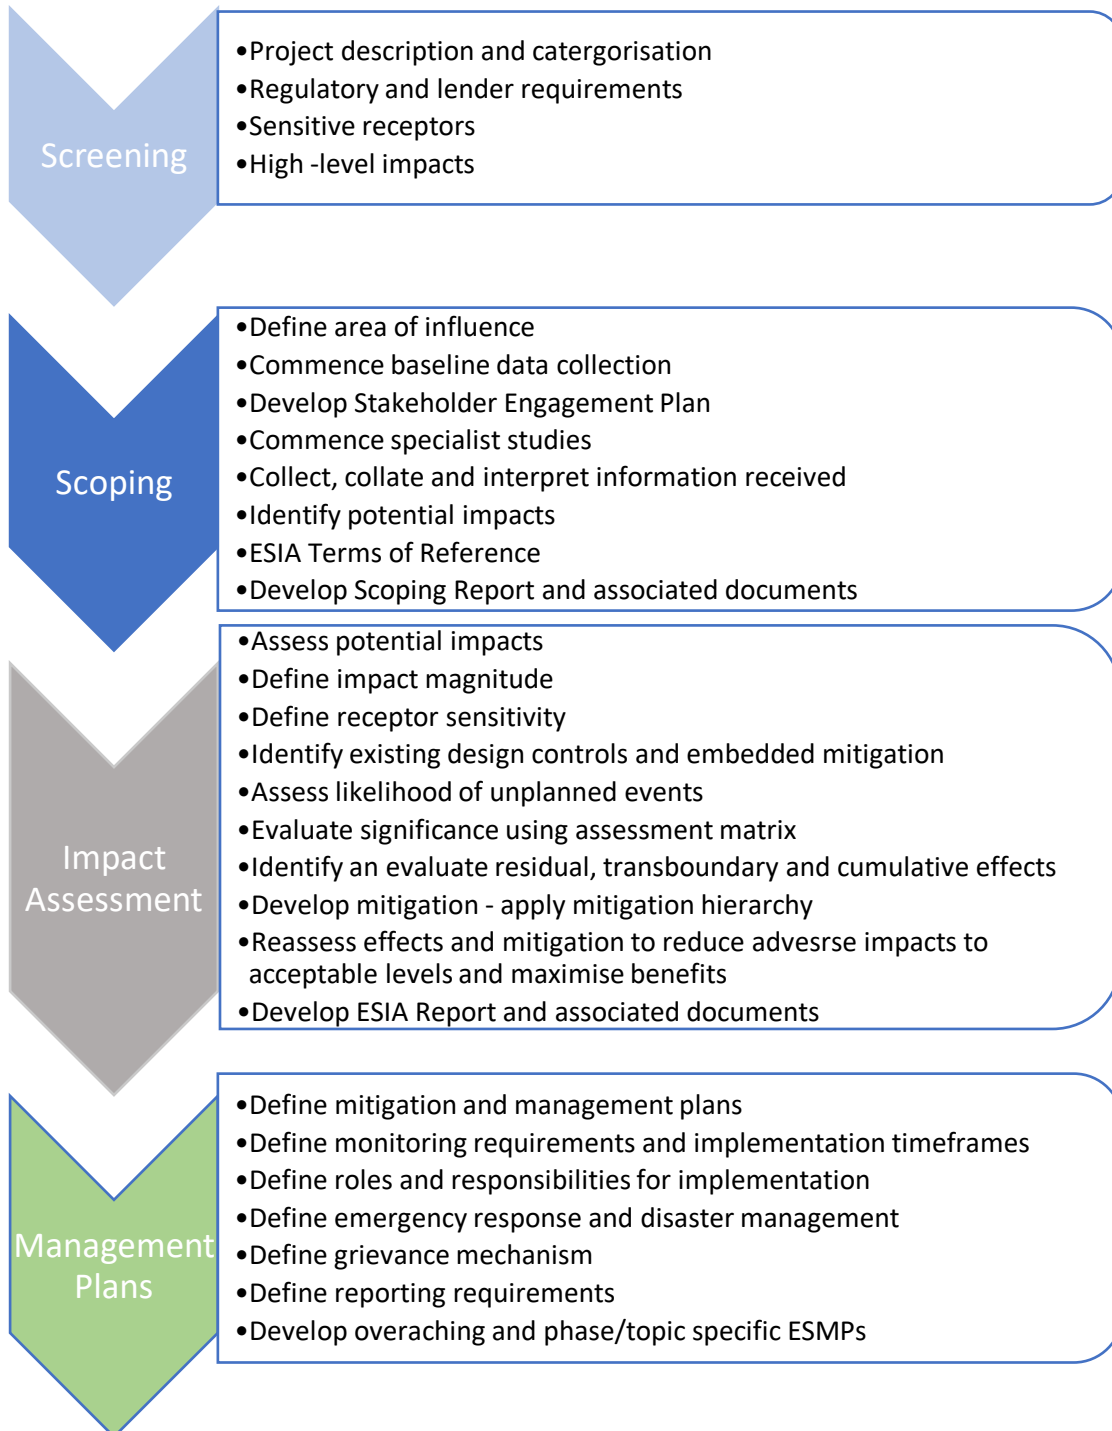 Screening
•Project description and catergorisation
•Regulatory and lender requirements
•Sensitive receptors
•High -level impacts
Scoping
•Define area of influence
•Commence baseline data collection
•Develop Stakeholder Engagement Plan
•Commence specialist studies
•Collect, collate and interpret information received
•Identify potential impacts
•ESIA Terms of Reference
•Develop Scoping Report and associated documents
Impact
Assessment
•Assess potential impacts
•Define impact magnitude
•Define receptor sensitivity
•Identify existing design controls and embedded mitigation
•Assess likelihood of unplanned events
•Evaluate significance using assessment matrix
•Identify an evaluate residual, transboundary and cumulative effects
•Develop mitigation - apply mitigation hierarchy
•Reassess effects and mitigation to reduce advesrse impacts to
acceptable levels and maximise benefits
•Develop ESIA Report and associated documents
Management
Plans
•Define mitigation and management plans
•Define monitoring requirements and implementation timeframes
•Define roles and responsibilities for implementation
•Define emergency response and disaster management
•Define grievance mechanism
•Define reporting requirements
•Develop overaching and phase/topic specific ESMPs